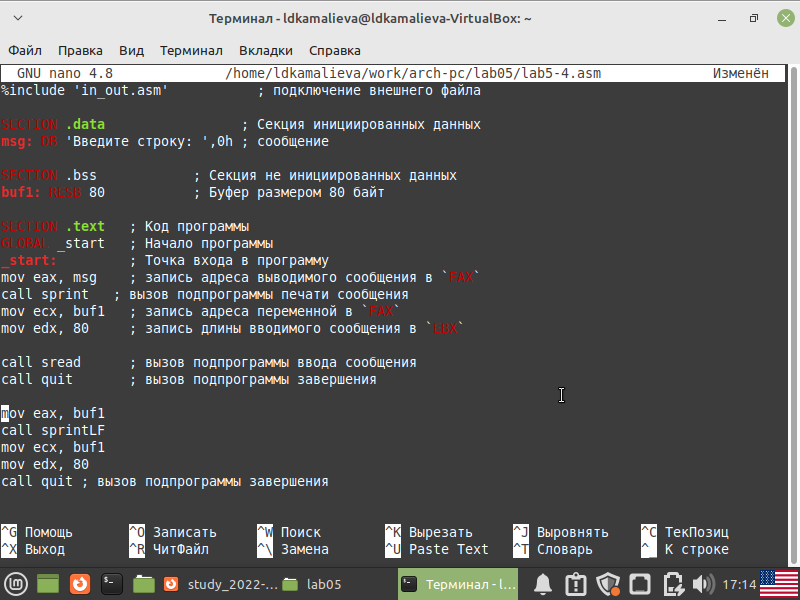 Терминал - ldkamalieva@ldkamalieva-VirtualBox: ~
Файл Правка Вид Терминал Вкладки Справка
GNU nano 4.8 /home/ldkamalieva/work/arch-pc/lab05/lab5-4.asm Изменён
%include 'in_out.asm' ; подключение внешнего файла
SECTION .data ; Секция инициированных данных
msg: DB 'Введите строку: ',0h ; сообщение
SECTION .bss ; Секция не инициированных данных
buf1: RESB 80 ; Буфер размером 80 байт
SECTION .text ; Код программы
GLOBAL _start ; Начало программы
_start: ; Точка входа в программу
mov eax, msg ; запись адреса выводимого сообщения в `EAX`
call sprint ; вызов подпрограммы печати сообщения
mov ecx, buf1 ; запись адреса переменной в `EAX`
mov edx, 80 ; запись длины вводимого сообщения в `EBX`
call sread ; вызов подпрограммы ввода сообщения
call quit ; вызов подпрограммы завершения
mov eax, buf1
call sprintLF
mov ecx, buf1
mov edx, 80
call quit ; вызов подпрограммы завершения
^G Помощь ^O Записать ^W Поиск ^K Вырезать ^J Выровнять ^C ТекПозиц
^X Выход ^R ЧитФайл ^\ Замена ^U Paste Text ^T Словарь ^_ К строке
study_2022-... lab05 Терминал - l... 17:14